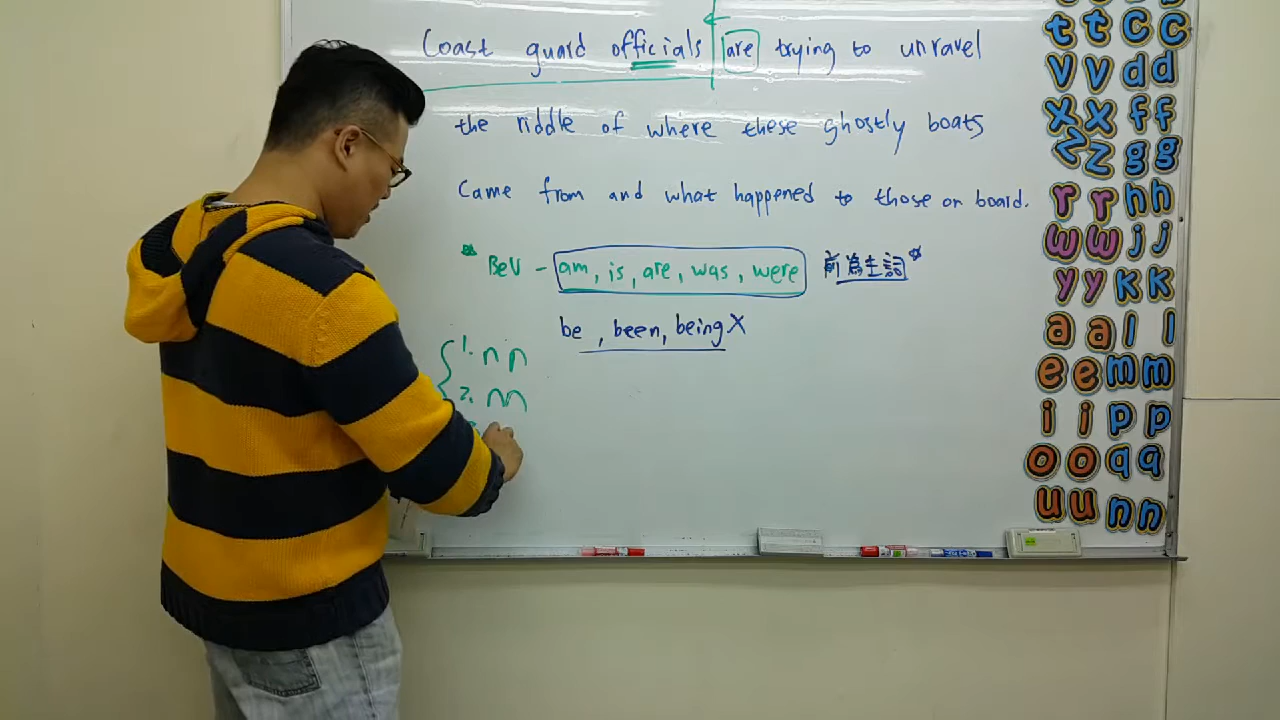 Coast guard officials are trying to unravel
the riddle of where these ghostly boats
came from and what happened to those on board.
* BeV - am, is, are, was, were 前為主詞*
be, been, being X
1. n n
2. n n
t t c c
v v d d
x x f f
z z g g
r r h h
w w j j
y y k k
a a l l
e e m m
i i p p
o o q q
u u n n